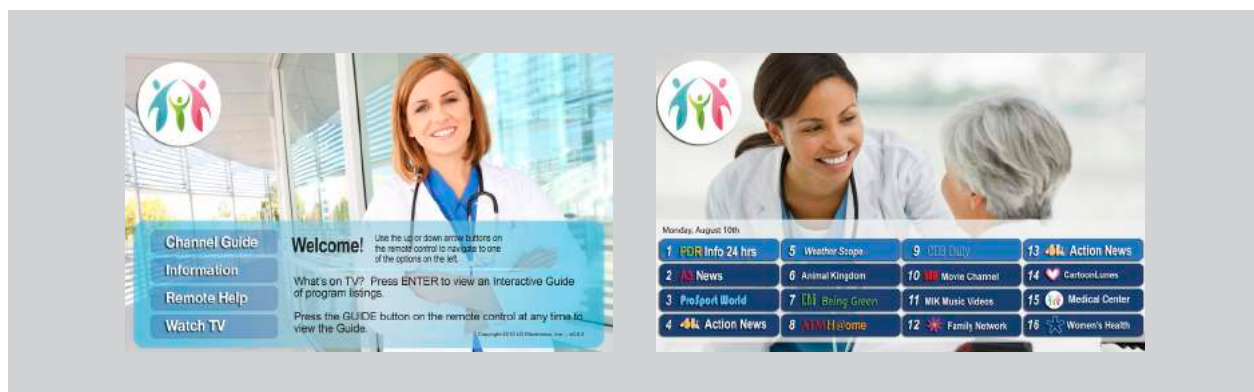 Channel Guide
Information
Remote Help
Watch TV
Welcome!
Use the up or down arrow buttons on
the remote control to navigate to one
of the options on the left.
What's on TV? Press ENTER to view an Interactive Guide
of program listings.
Press the GUIDE button on the remote control at any time to
view the Guide.
Monday, August 10th
1 PDR Info 24 hrs
2 News
3 ProSport World
4 Action News
5 Weather Scope
6 Animal Kingdom
7 Being Green
8
9 Daily
10 Movie Channel
11 MIK Music Videos
12 Family Network
13 Action News
14 CartoonLunes
15 Medical Center
16 Women's Health